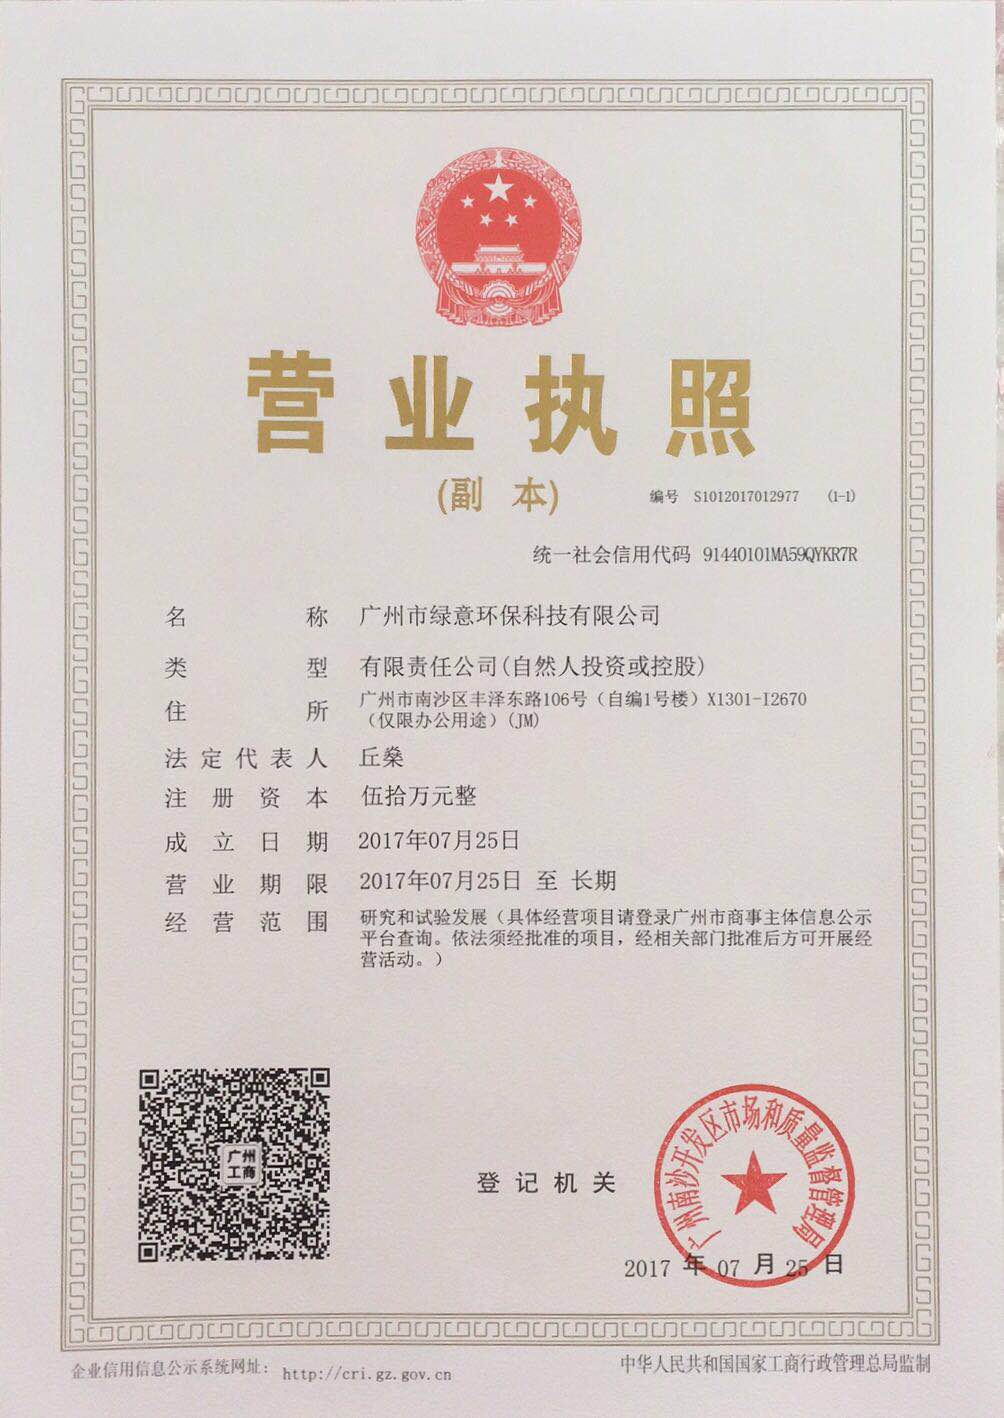 营业执照
(副 本)
编号 S1012017012977 (1-1)
统一社会信用代码 91440101MA59QYKR7R
名称 广州市绿意环保科技有限公司
类型 有限责任公司(自然人投资或控股)
住所 广州市南沙区丰泽东路106号（自编1号楼）X1301-I2670
（仅限办公用途）(JM)
法定代表人 丘燊
注册资本 伍拾万元整
成立日期 2017年07月25日
营业期限 2017年07月25日 至 长期
经营范围 研究和试验发展（具体经营项目请登录广州市商事主体信息公示
平台查询。依法须经批准的项目，经相关部门批准后方可开展经
营活动。）
广州
工商
登记机关
广州南沙开发区市场和质量监督管理局
2017 年 07 月 25 日
企业信用信息公示系统网址： http://cri.gz.gov.cn
中华人民共和国国家工商行政管理总局监制